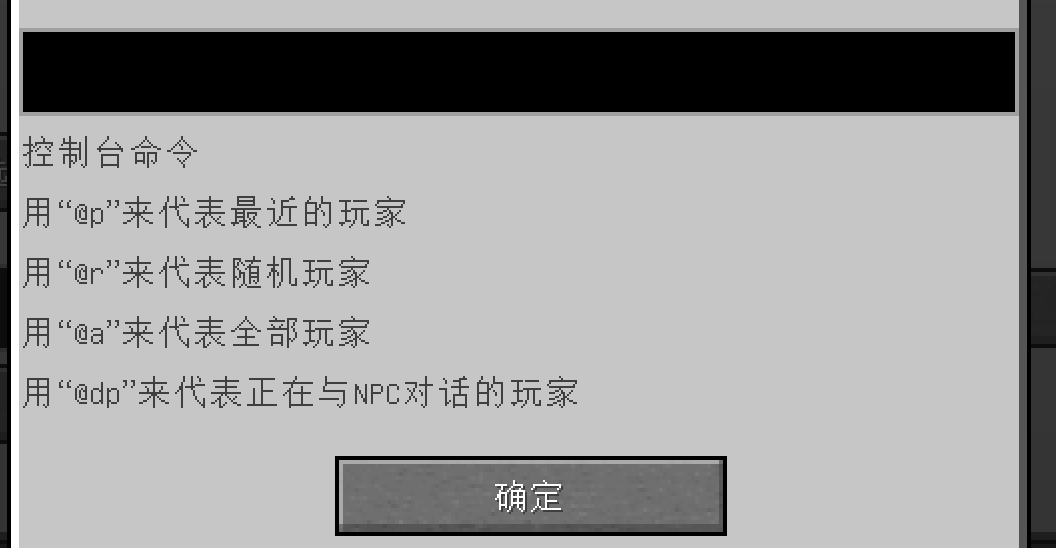 控制台命令
用“@p”来代表最近的玩家
用“@r”来代表随机玩家
用“@a”来代表全部玩家
用“@dp”来代表正在与NPC对话的玩家
确定